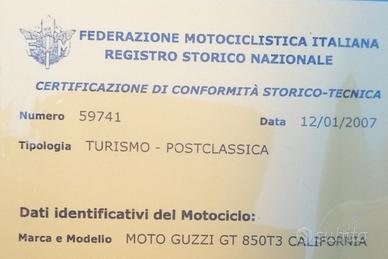 FEDERAZIONE MOTOCICLISTICA ITALIANA
REGISTRO STORICO NAZIONALE
CERTIFICAZIONE DI CONFORMITÀ STORICO-TECNICA
Numero 59741 Data 12/01/2007
Tipologia TURISMO - POSTCLASSICA
Dati identificativi del Motociclo:
Marca e Modello MOTO GUZZI GT 850T3 CALIFORNIA
subito